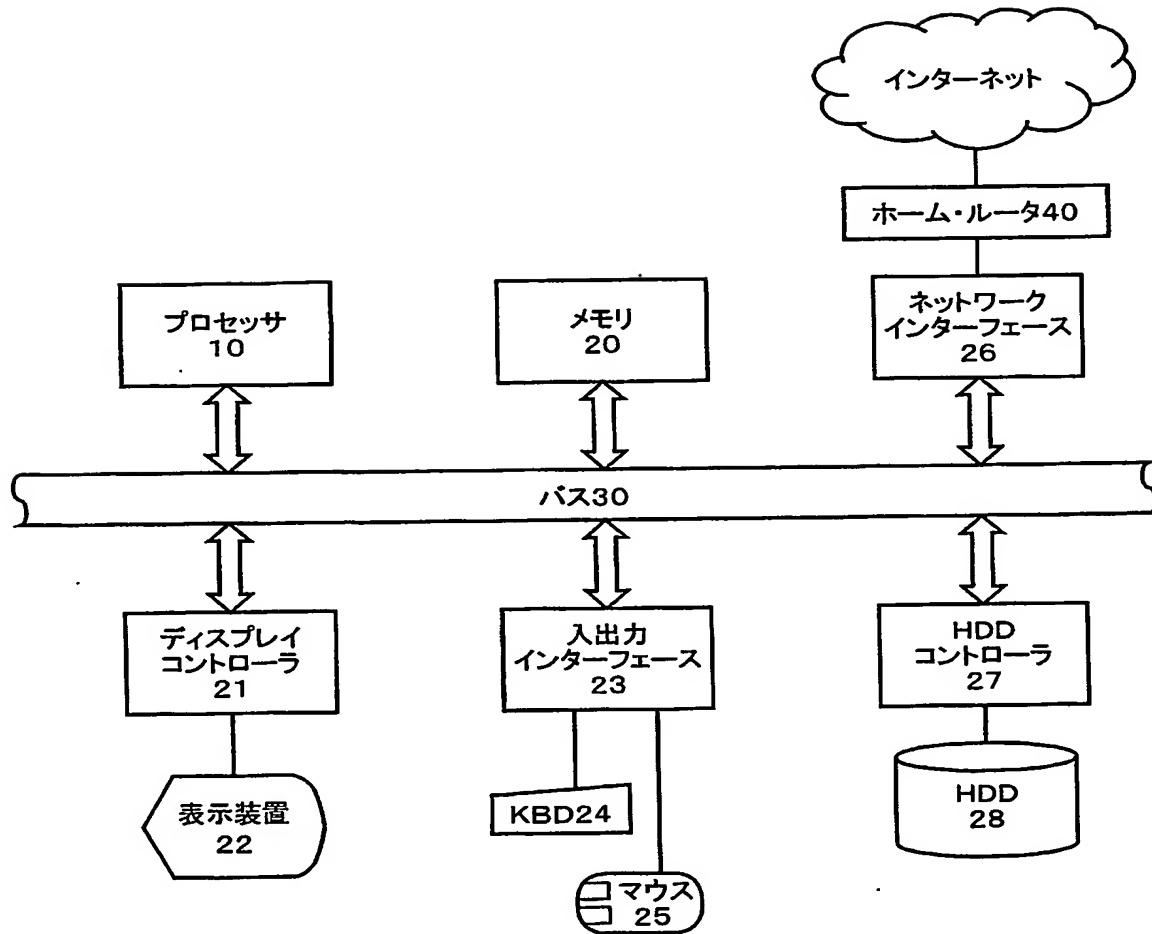 インターネット
ホーム・ルータ40
プロセッサ
10
メモリ
20
ネットワーク
インターフェース
26
バス30
ディスプレイ
コントローラ
21
入出力
インターフェース
23
HDD
コントローラ
27
表示装置
22
KBD24
マウス
25
HDD
28